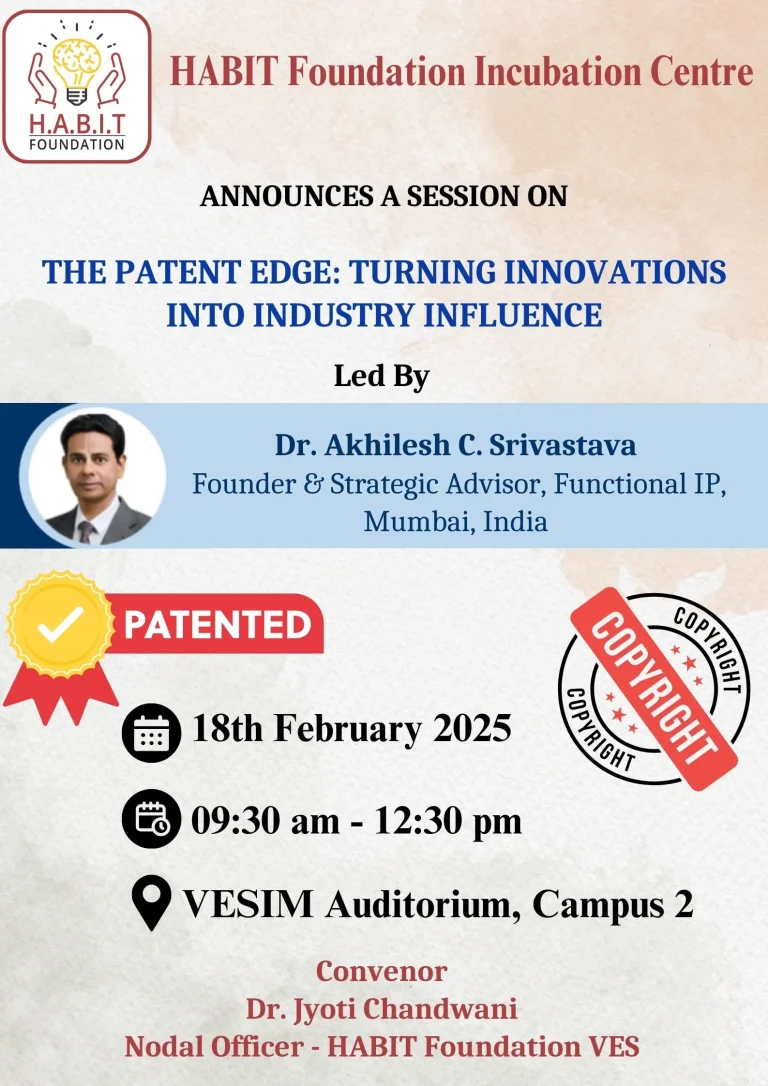 H.A.B.I.T
FOUNDATION
HABIT Foundation Incubation Centre
ANNOUNCES A SESSION ON
THE PATENT EDGE: TURNING INNOVATIONS
INTO INDUSTRY INFLUENCE
Led By
Dr. Akhilesh C. Srivastava
Founder & Strategic Advisor, Functional IP,
Mumbai, India
PATENTED
COPYRIGHT
COPYRIGHT
COPYRIGHT
18th February 2025
09:30 am - 12:30 pm
VESIM Auditorium, Campus 2
Convenor
Dr. Jyoti Chandwani
Nodal Officer - HABIT Foundation VES